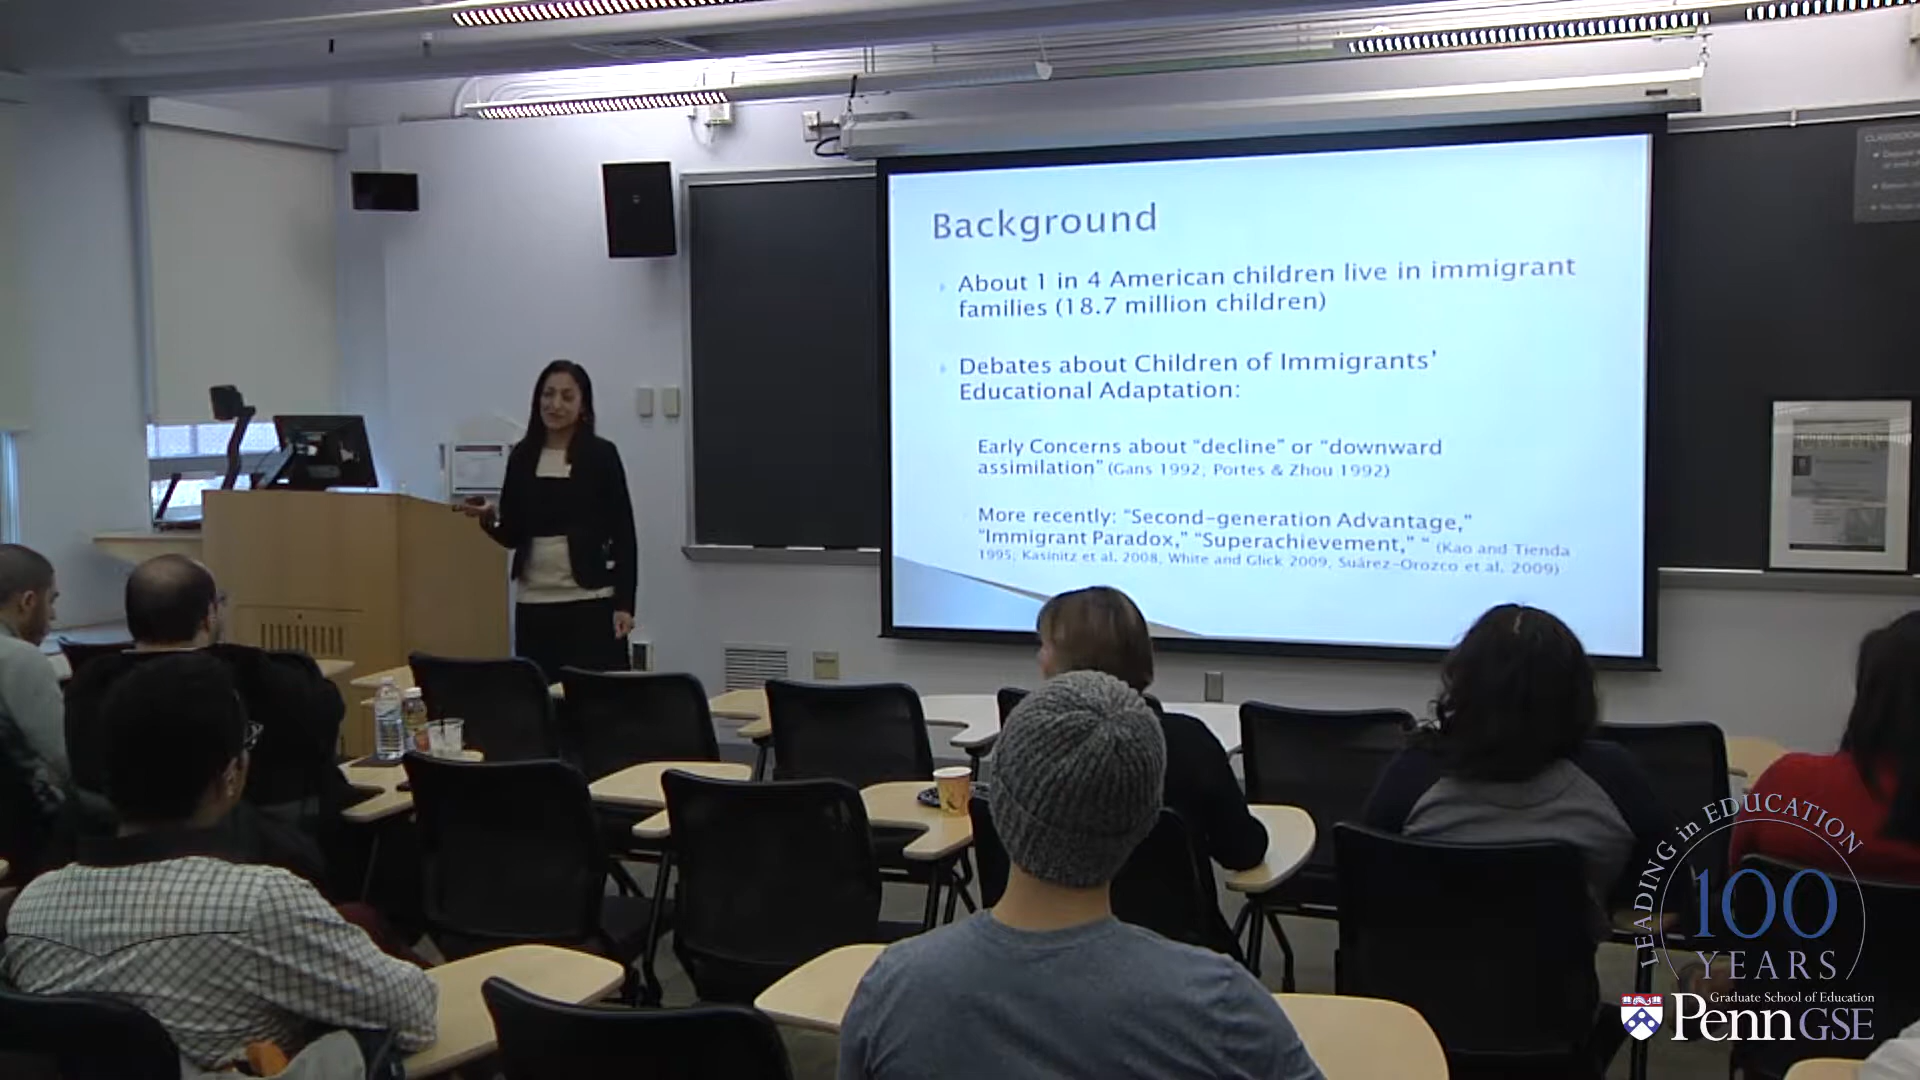 Background
About 1 in 4 American children live in immigrant
families (18.7 million children)
Debates about Children of Immigrants’
Educational Adaptation:
Early Concerns about “decline” or “downward
assimilation” (Gans 1992, Portes & Zhou 1992)
More recently: “Second-generation Advantage,”
“Immigrant Paradox,” “Superachievement,” “ (Kao and Tienda
1995, Kasinitz et al. 2008, White and Glick 2009, Suárez-Orozco et al. 2009)
LEADING in EDUCATION
100
YEARS
Graduate School of Education
PennGSE